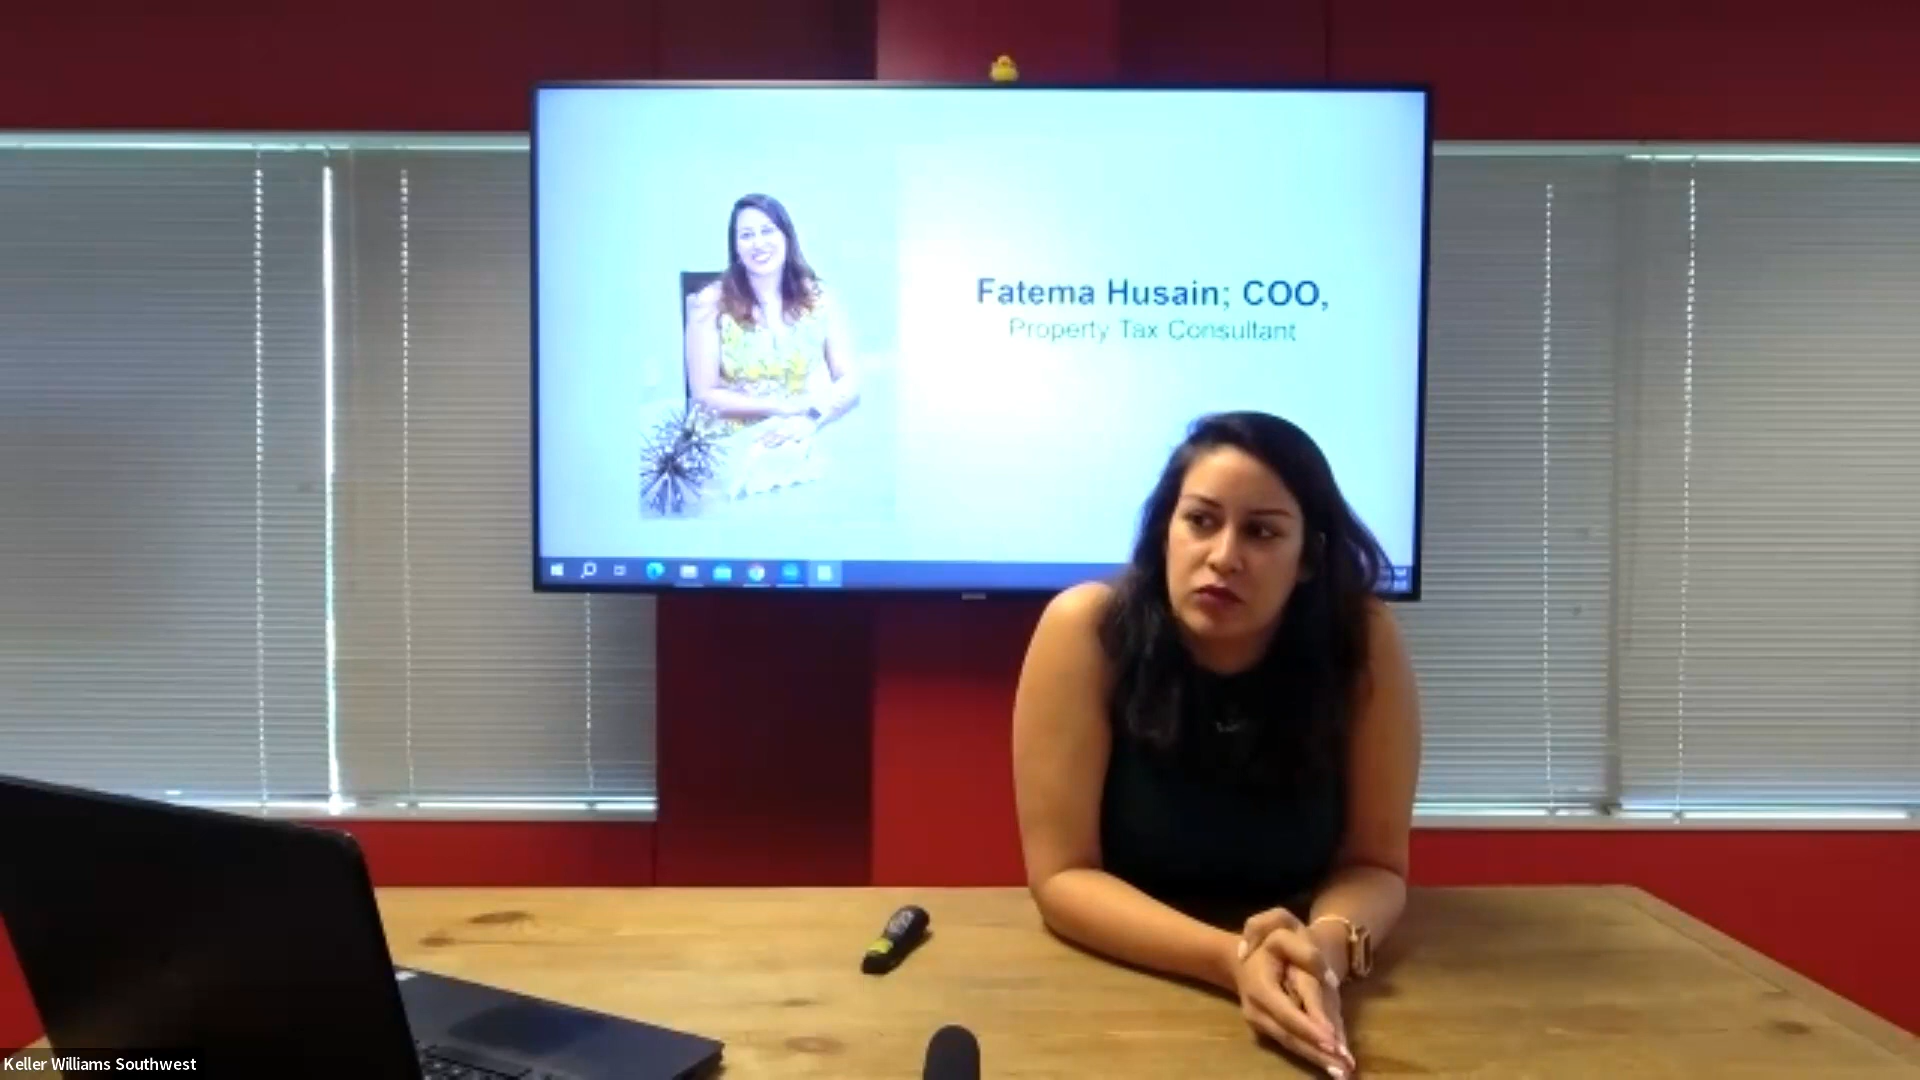 Fatema Husain; COO,
Property Tax Consultant
Keller Williams Southwest